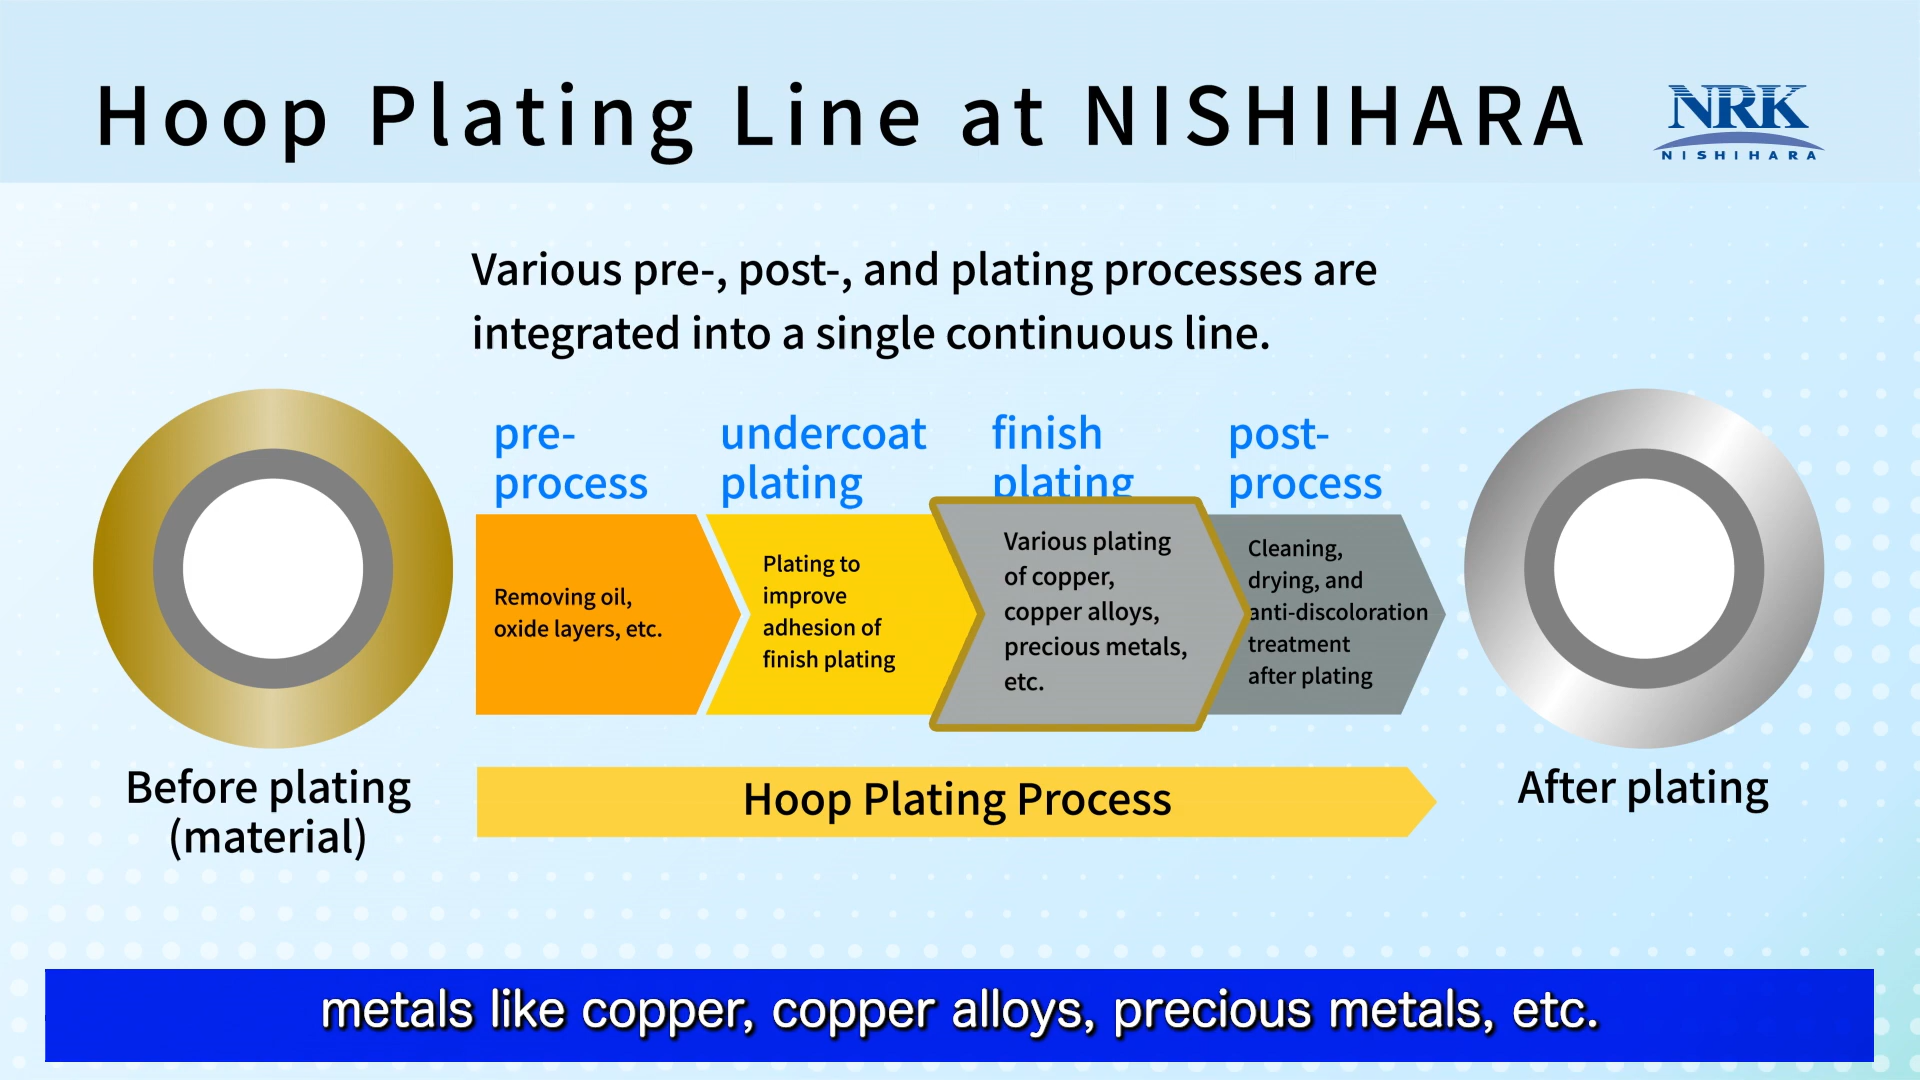 Hoop Plating Line at NISHIHARA
NRK
NISHIHARA
Various pre-, post-, and plating processes are
integrated into a single continuous line.
pre-
process
undercoat
plating
finish
plating
post-
process
Removing oil,
oxide layers, etc.
Plating to
improve
adhesion of
finish plating
Various plating
of copper,
copper alloys,
precious metals,
etc.
Cleaning,
drying, and
anti-discoloration
treatment
after plating
Before plating
(material)
Hoop Plating Process
After plating
metals like copper, copper alloys, precious metals, etc.